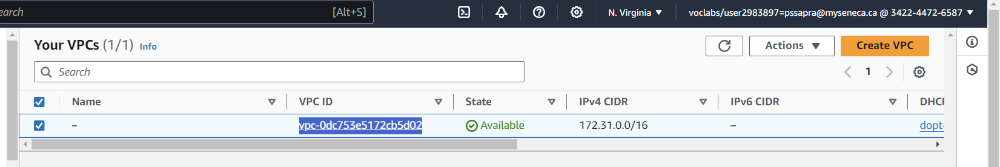 earch [Alt+S] N. Virginia ▼ voclabs/user2983897=pssapra@myseneca.ca @ 3422-4472-6587 ▼
Your VPCs (1/1) Info Actions ▼ Create VPC
Search 1
Name VPC ID State IPv4 CIDR IPv6 CIDR DHCP
– vpc-0dc753e5172cb5d02 Available 172.31.0.0/16 – dopt-